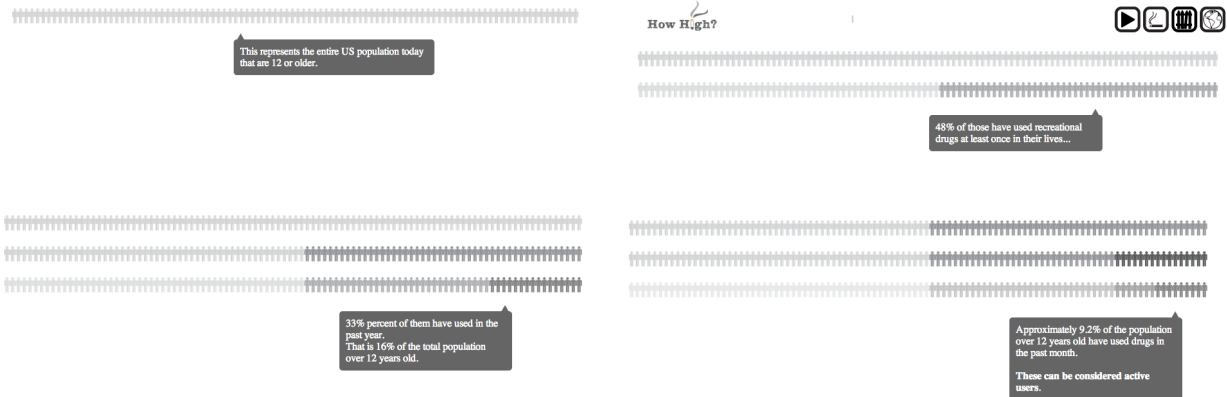 This represents the entire US population today
that are 12 or older.
How High?
48% of those have used recreational
drugs at least once in their lives...
33% percent of them have used in the
past year.
That is 16% of the total population
over 12 years old.
Approximately 9.2% of the population
over 12 years old have used drugs in
the past month.
These can be considered active
users.